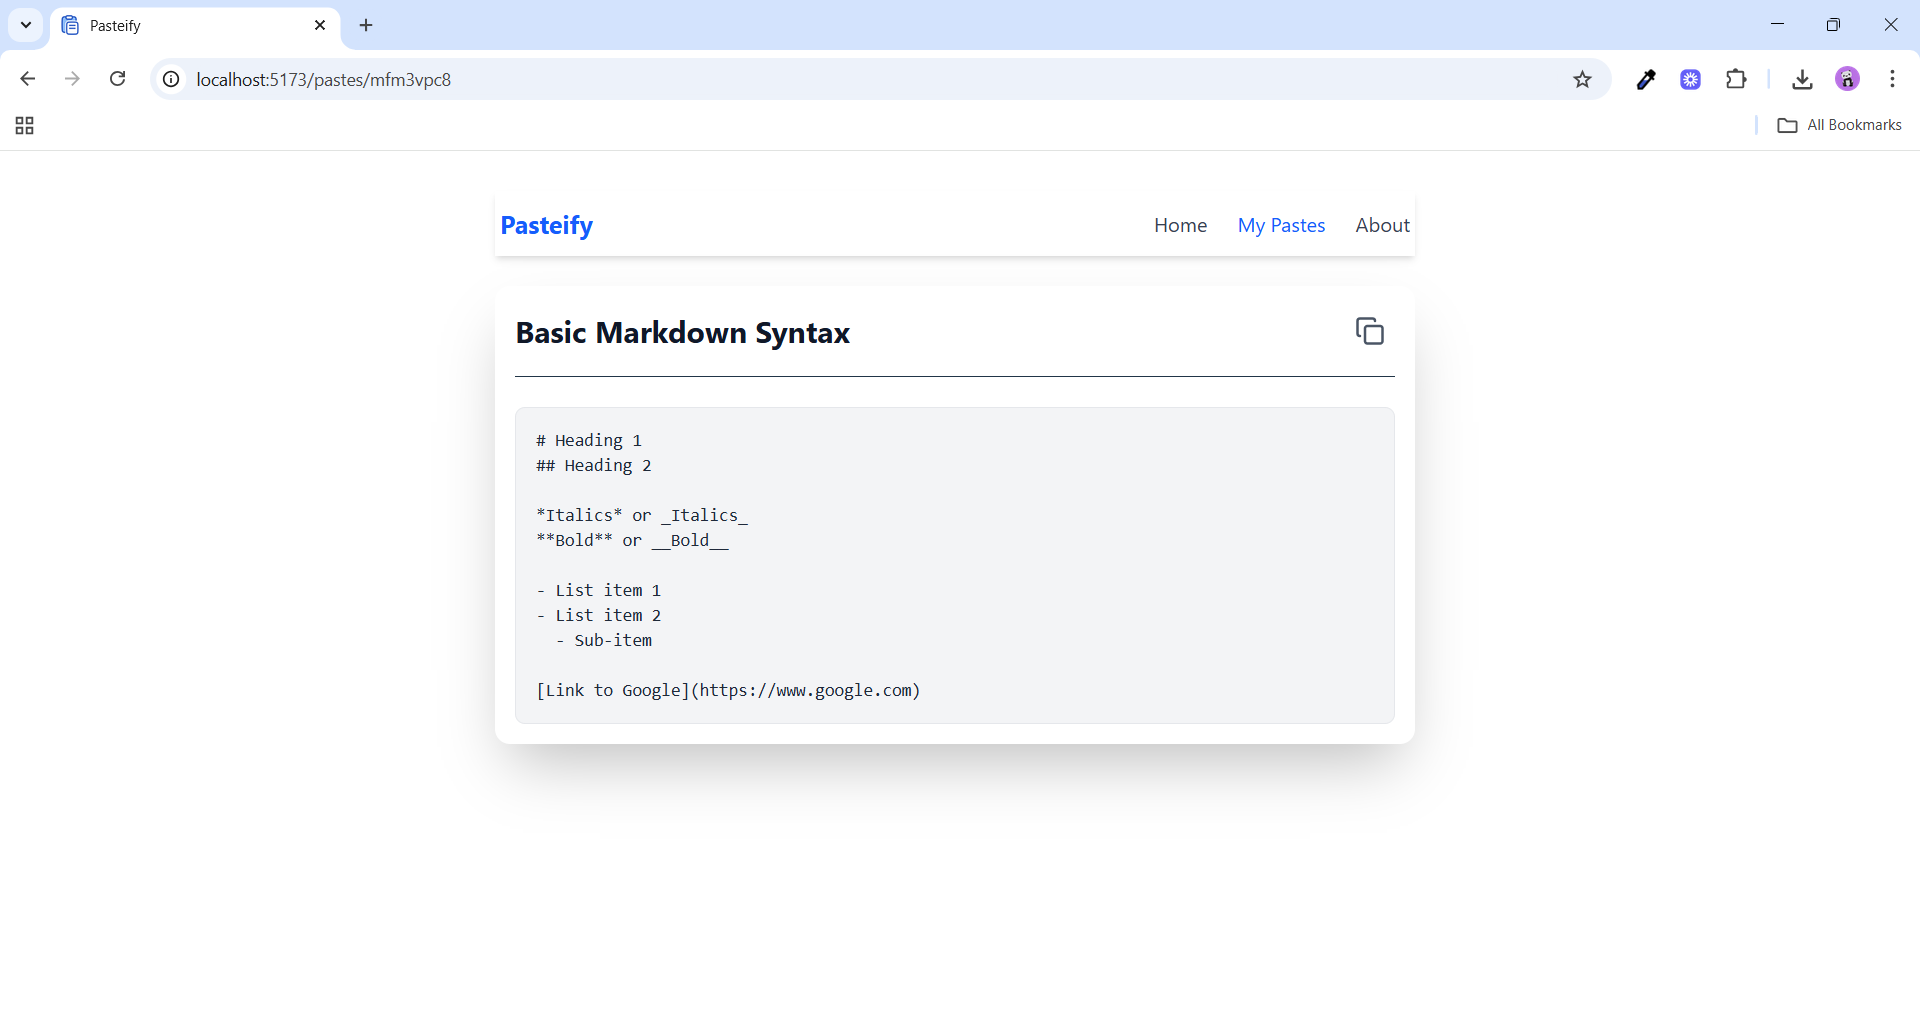 Pasteify
localhost:5173/pastes/mfm3vpc8
All Bookmarks
Pasteify
Home
My Pastes
About
Basic Markdown Syntax
# Heading 1
## Heading 2
*Italics* or _Italics_
**Bold** or __Bold__
- List item 1
- List item 2
  - Sub-item
[Link to Google](https://www.google.com)